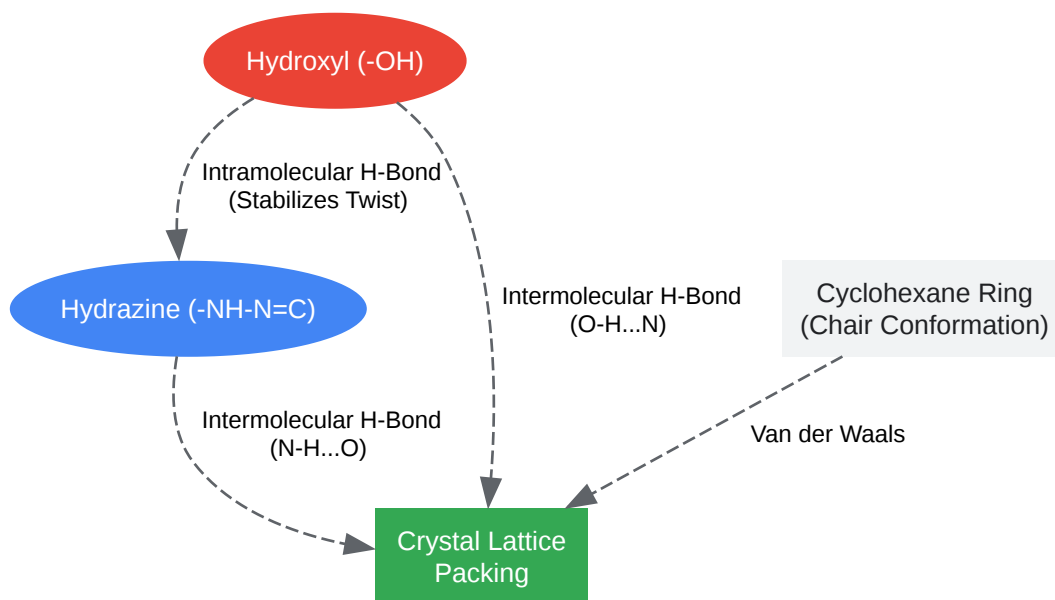 Hydroxyl (-OH)
Intramolecular H-Bond
(Stabilizes Twist)
Hydrazine (-NH-N=C)
Intermolecular H-Bond
(O-H...N)
Cyclohexane Ring
(Chair Conformation)
Intermolecular H-Bond
(N-H...O)
Van der Waals
Crystal Lattice
Packing